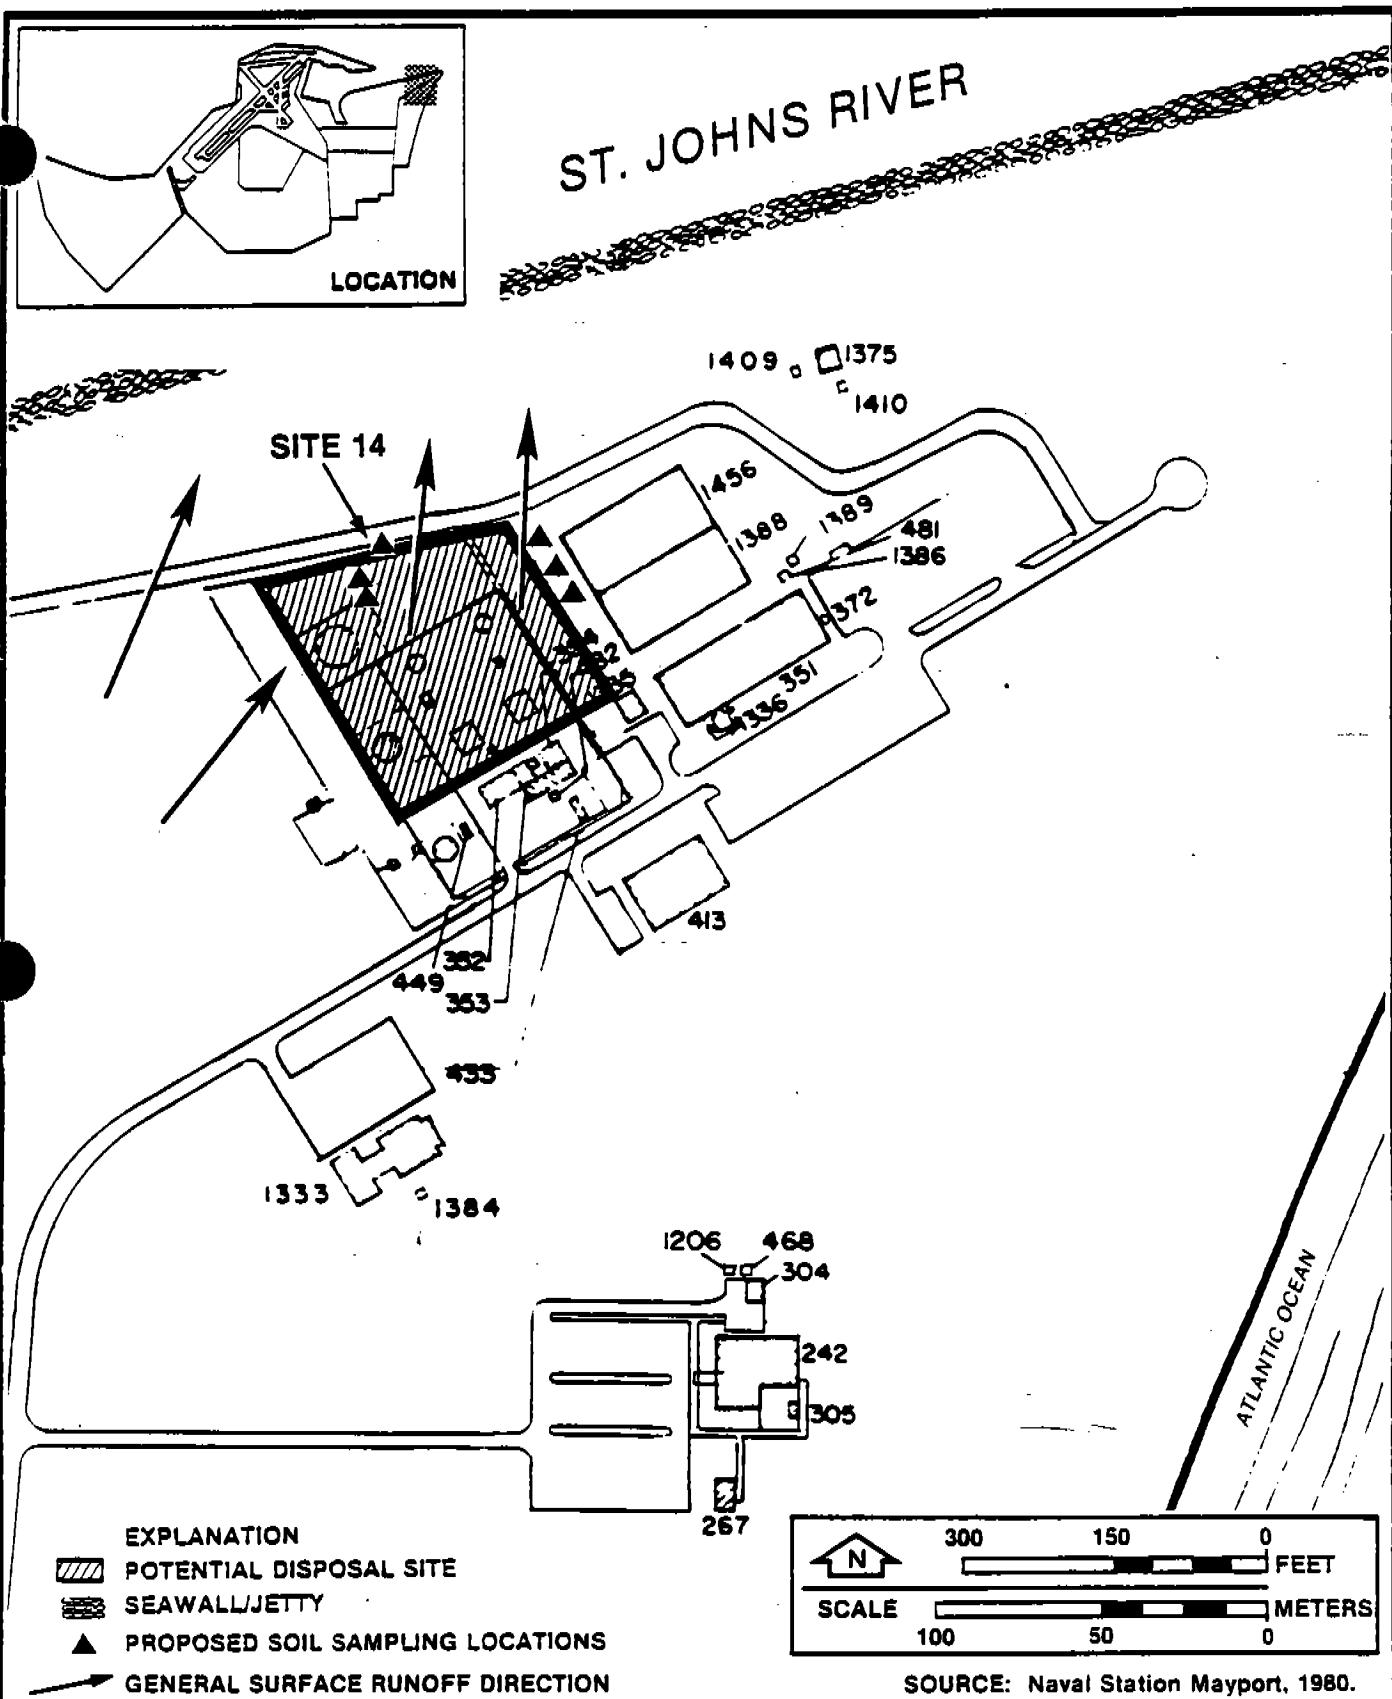 ST. JOHNS RIVER
LOCATION
1409
1375
1410
SITE 14
1456
1388
1389
481
1386
372
351
1336
413
352
449
353
433
1333
1384
1206
468
304
242
305
267
ATLANTIC OCEAN
EXPLANATION
POTENTIAL DISPOSAL SITE
SEAWALL/JETTY
PROPOSED SOIL SAMPLING LOCATIONS
GENERAL SURFACE RUNOFF DIRECTION
N
300 150 0
FEET
SCALE
METERS
100 50 0
SOURCE: Naval Station Mayport, 1980.